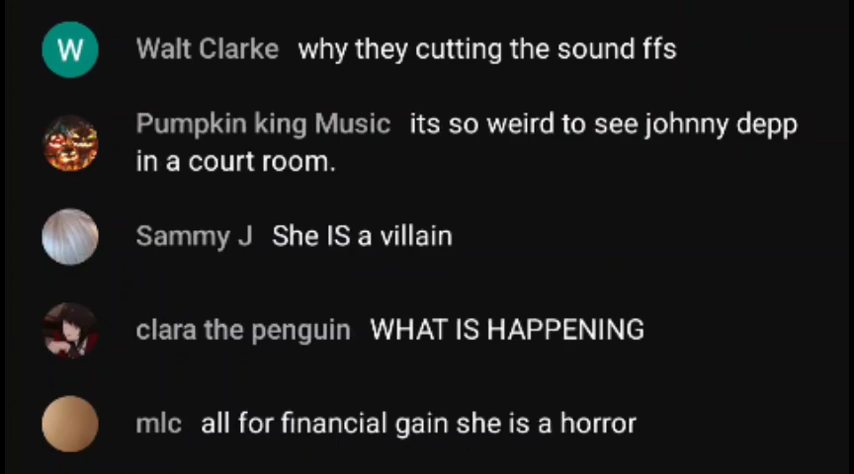 W Walt Clarke why they cutting the sound ffs
Pumpkin king Music its so weird to see johnny depp
in a court room.
Sammy J She IS a villain
clara the penguin WHAT IS HAPPENING
mlc all for financial gain she is a horror